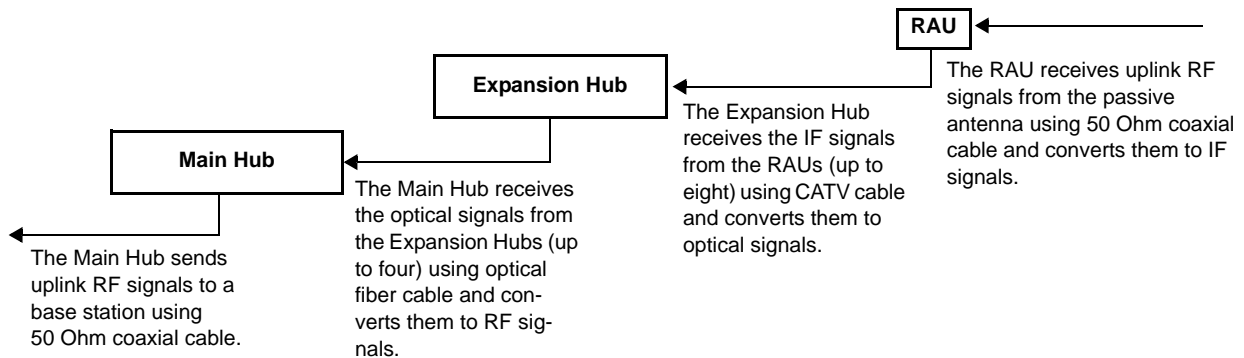 RAU
The RAU receives uplink RF
signals from the passive
antenna using 50 Ohm coaxial
cable and converts them to IF
signals.
Expansion Hub
The Expansion Hub
receives the IF signals
from the RAUs (up to
eight) using CATV cable
and converts them to
optical signals.
Main Hub
The Main Hub receives
the optical signals from
the Expansion Hubs (up
to four) using optical
fiber cable and con-
verts them to RF sig-
nals.
The Main Hub sends
uplink RF signals to a
base station using
50 Ohm coaxial cable.